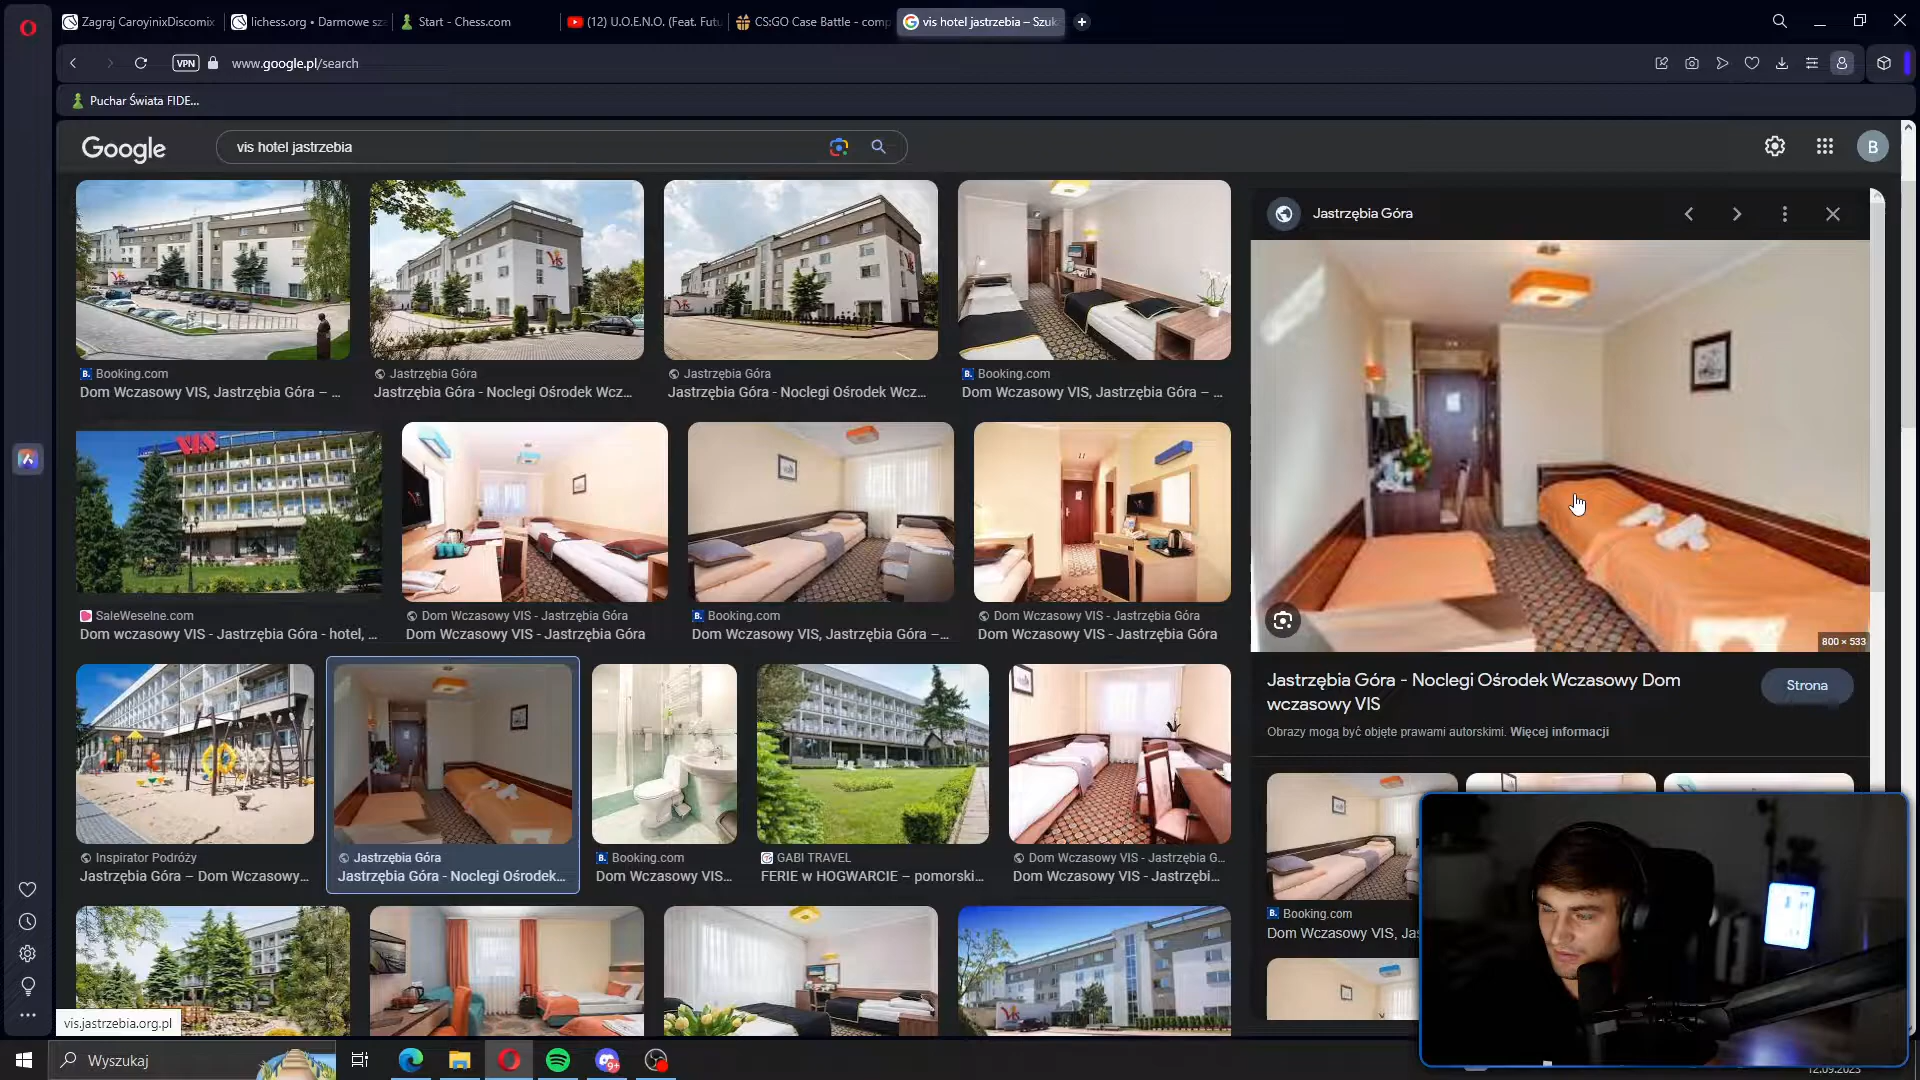 Zagraj CaroyinixDiscomix
lichess.org • Darmowe sza
Start - Chess.com
(12) U.O.E.N.O. (Feat. Futu
CS:GO Case Battle - comp
vis hotel jastrzebia – Szuk
VPN
www.google.pl/search
Puchar Świata FIDE...
Google
vis hotel jastrzebia
B
Booking.com
Dom Wczasowy VIS, Jastrzębia Góra – ...
Jastrzębia Góra
Jastrzębia Góra - Noclegi Ośrodek Wcz...
Jastrzębia Góra
Jastrzębia Góra - Noclegi Ośrodek Wcz...
Booking.com
Dom Wczasowy VIS, Jastrzębia Góra – ...
VIS
SaleWeselne.com
Dom wczasowy VIS - Jastrzębia Góra - hotel, ...
Dom Wczasowy VIS - Jastrzębia Góra
Dom Wczasowy VIS - Jastrzębia Góra
Booking.com
Dom Wczasowy VIS, Jastrzębia Góra –...
Dom Wczasowy VIS - Jastrzębia Góra
Dom Wczasowy VIS - Jastrzębia Góra
Inspirator Podróży
Jastrzębia Góra – Dom Wczasowy...
Jastrzębia Góra
Jastrzębia Góra - Noclegi Ośrodek...
Booking.com
Dom Wczasowy VIS...
GABI TRAVEL
FERIE w HOGWARCIE – pomorski...
Dom Wczasowy VIS - Jastrzębia G...
Dom Wczasowy VIS - Jastrzębi...
Jastrzębia Góra
800 × 533
Jastrzębia Góra - Noclegi Ośrodek Wczasowy Dom
wczasowy VIS
Strona
Obrazy mogą być objęte prawami autorskimi. Więcej informacji
Booking.com
Dom Wczasowy VIS, Jas
vis.jastrzebia.org.pl
Wyszukaj
9+
12.09.2023